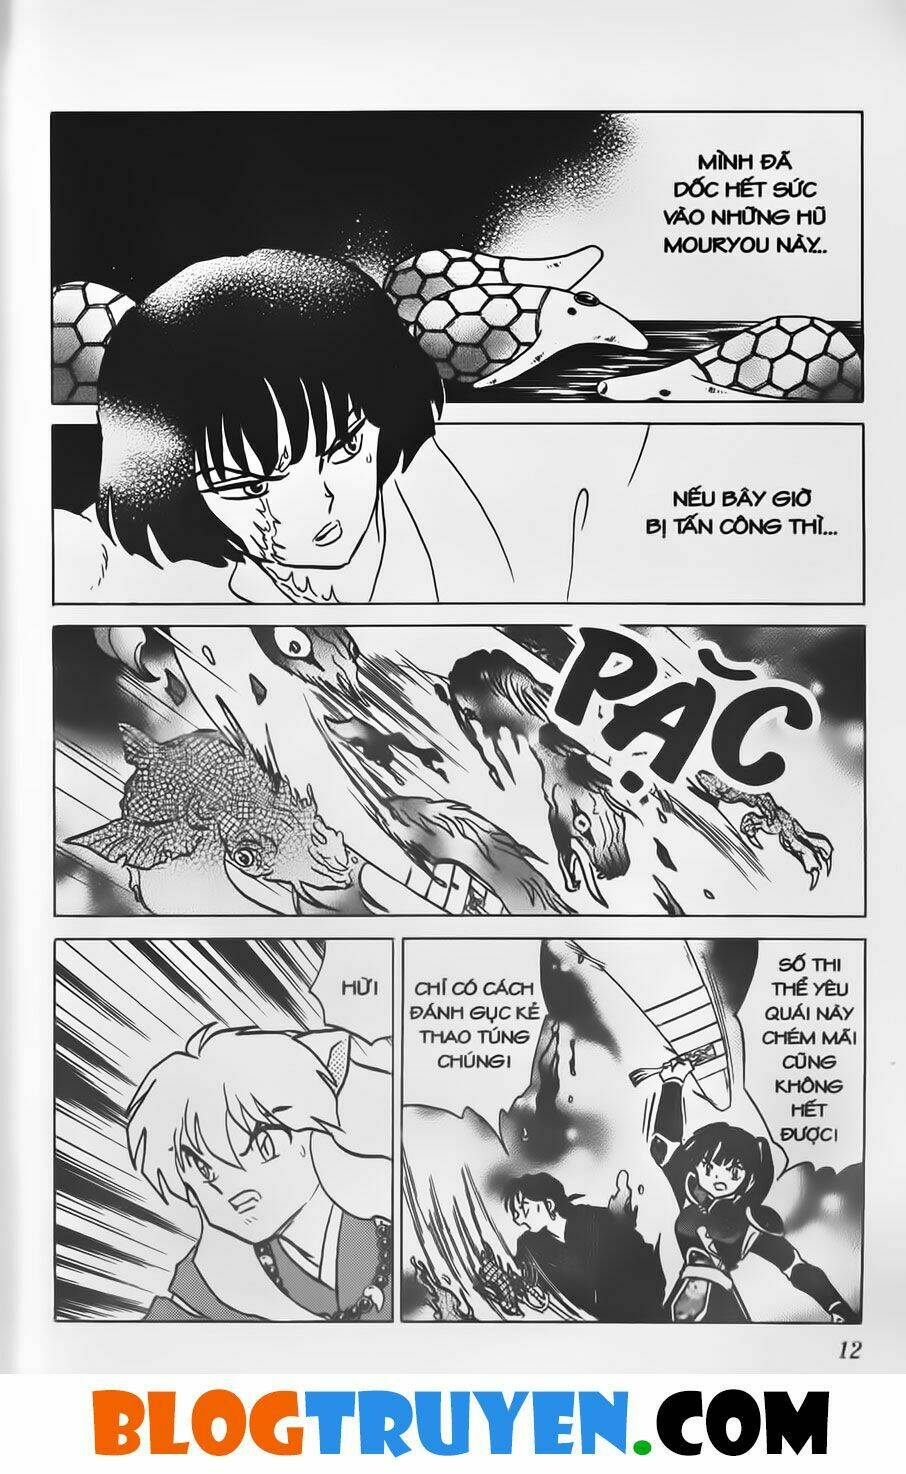 MÌNH ĐÃ
DỐC HẾT SỨC
VÀO NHỮNG HŨ
MOURYOU NÀY...
NẾU BÂY GIỜ
BỊ TẤN CÔNG THÌ...
PẶC
SỐ THI
THỂ YÊU
QUÁI NÀY
CHÉM MÃI
CŨNG
KHÔNG
HẾT
ĐƯỢC!
CHỈ CÓ CÁCH
ĐÁNH GỤC KẺ
THAO TÚNG
CHÚNG!
HỪ!
12
BLOGTRUYEN.COM